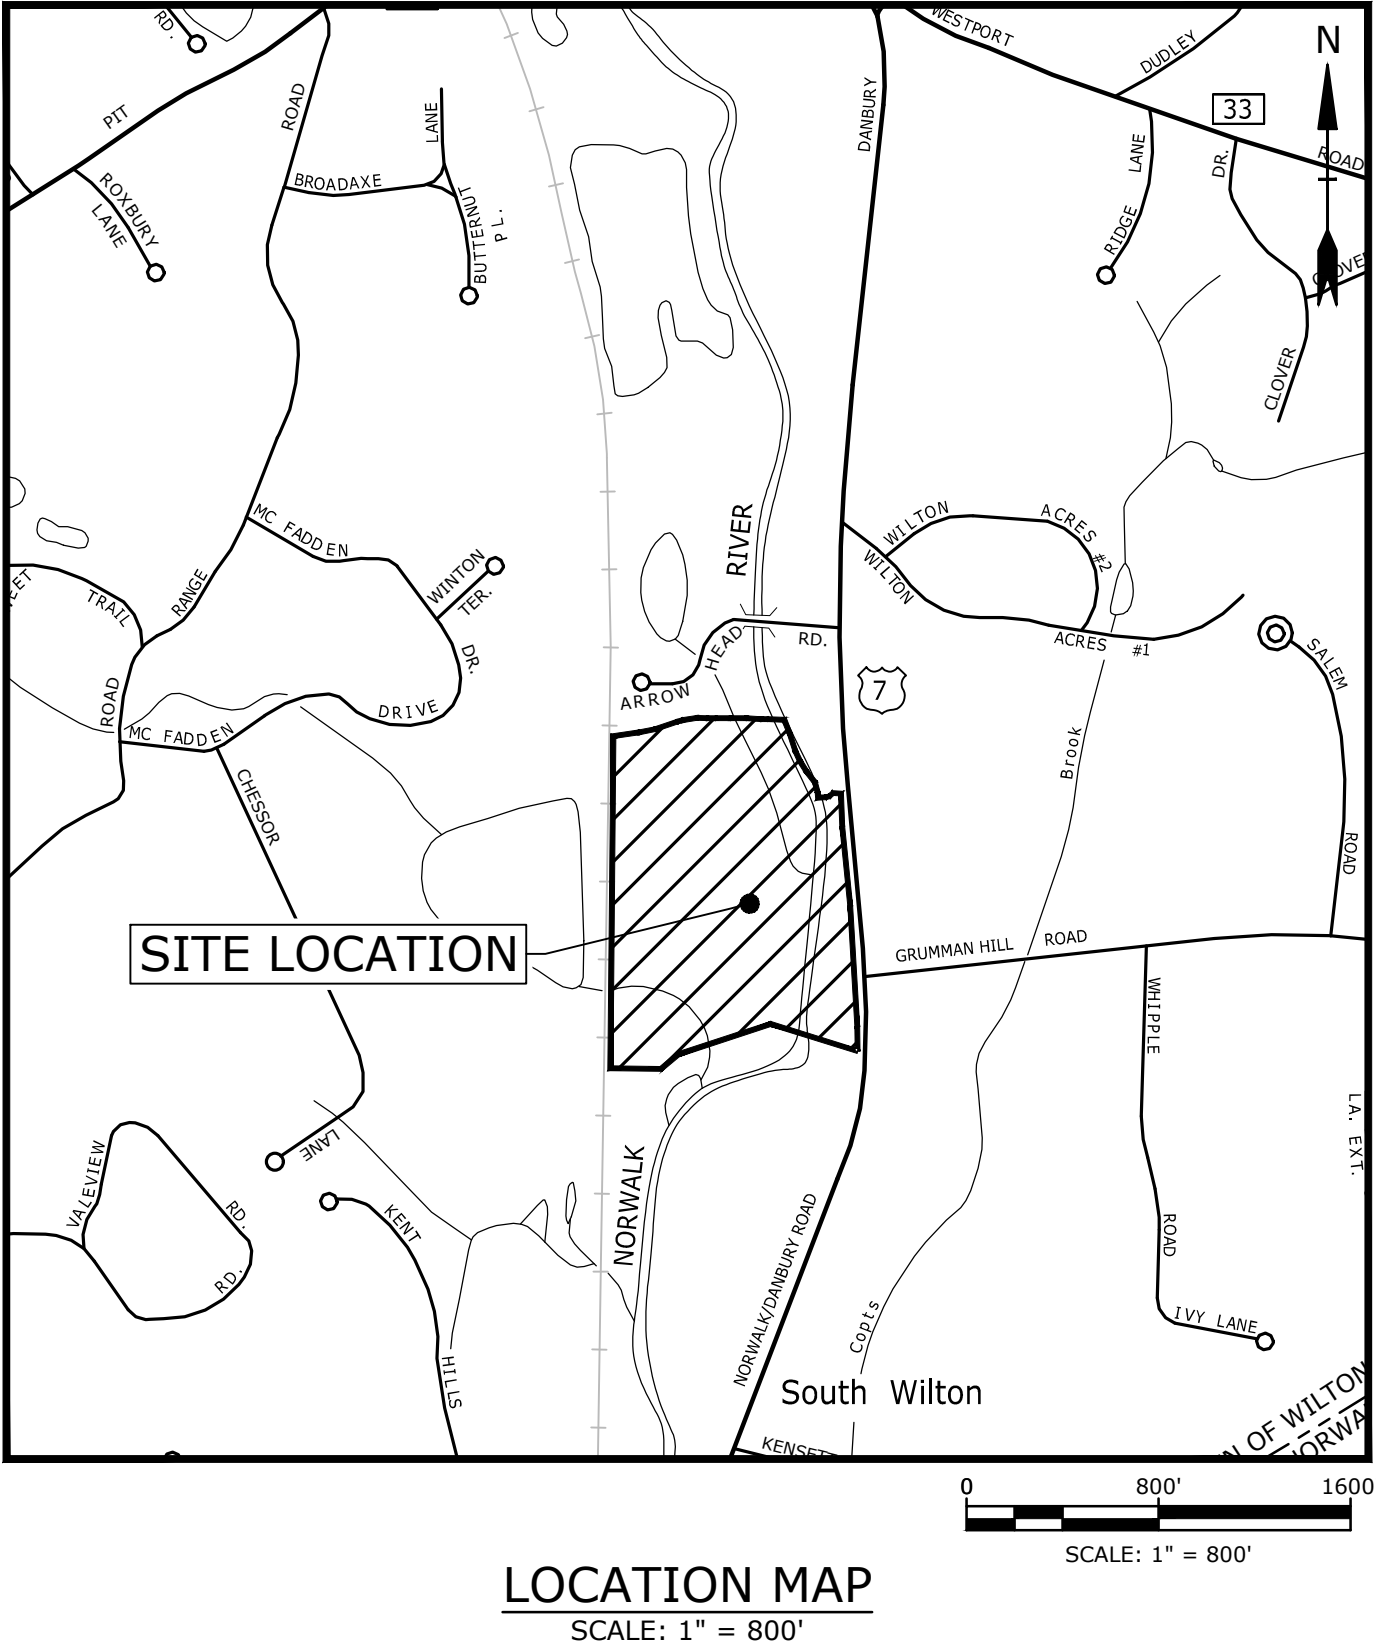 RD.
PIT
ROAD
LANE
WESTPORT
DUDLEY
N
33
DANBURY
LANE
DR.
ROAD
BROADAXE
ROXBURY
LANE
BUTTERNUT
PL.
RIDGE
CLOVER
CLOVER
MC FADDEN
RIVER
WILTON
ACRES #2
WILTON
WINTON
TER.
TRAIL
RANGE
HEAD
RD.
ACRES #1
SALEM
DR.
ROAD
ARROW
7
DRIVE
MC FADDEN
Brook
CHESSOR
ROAD
SITE LOCATION
GRUMMAN HILL ROAD
WHIPPLE
LA. EXT.
LANE
VALEVIEW
RD.
KENT
NORWALK
NORWALK/DANBURY ROAD
ROAD
RD.
IVY LANE
Copts
HILLS
South Wilton
OF WILTON
0 800' 1600
SCALE: 1" = 800'
LOCATION MAP
SCALE: 1" = 800'